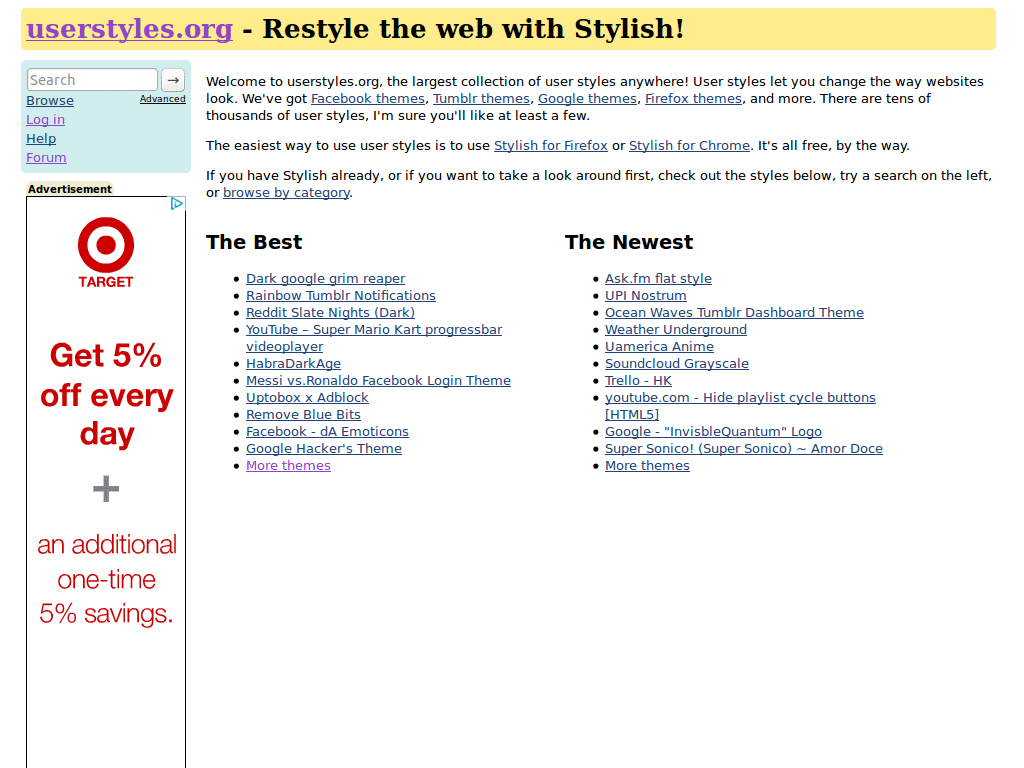 userstyles.org - Restyle the web with Stylish!
Search →
Browse Advanced
Log in
Help
Forum
Advertisement
TARGET
Get 5%
off every
day
+
an additional
one-time
5% savings.
Welcome to userstyles.org, the largest collection of user styles anywhere! User styles let you change the way websites
look. We've got Facebook themes, Tumblr themes, Google themes, Firefox themes, and more. There are tens of
thousands of user styles, I'm sure you'll like at least a few.
The easiest way to use user styles is to use Stylish for Firefox or Stylish for Chrome. It's all free, by the way.
If you have Stylish already, or if you want to take a look around first, check out the styles below, try a search on the left,
or browse by category.
The Best
Dark google grim reaper
Rainbow Tumblr Notifications
Reddit Slate Nights (Dark)
YouTube – Super Mario Kart progressbar
videoplayer
HabraDarkAge
Messi vs.Ronaldo Facebook Login Theme
Uptobox x Adblock
Remove Blue Bits
Facebook - dA Emoticons
Google Hacker's Theme
More themes
The Newest
Ask.fm flat style
UPI Nostrum
Ocean Waves Tumblr Dashboard Theme
Weather Underground
Uamerica Anime
Soundcloud Grayscale
Trello - HK
youtube.com - Hide playlist cycle buttons
[HTML5]
Google - "InvisbleQuantum" Logo
Super Sonico! (Super Sonico) ~ Amor Doce
More themes